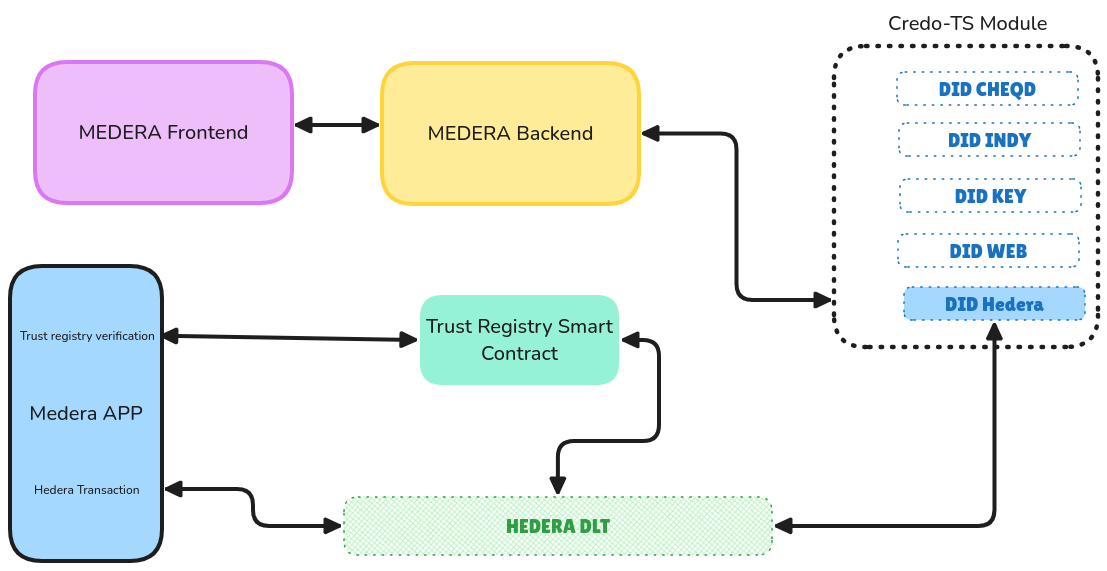 Credo-TS Module
MEDERA Frontend
MEDERA Backend
DID CHEQD
DID INDY
DID KEY
DID WEB
DID Hedera
Trust registry verification
Medera APP
Hedera Transaction
Trust Registry Smart
Contract
HEDERA DLT